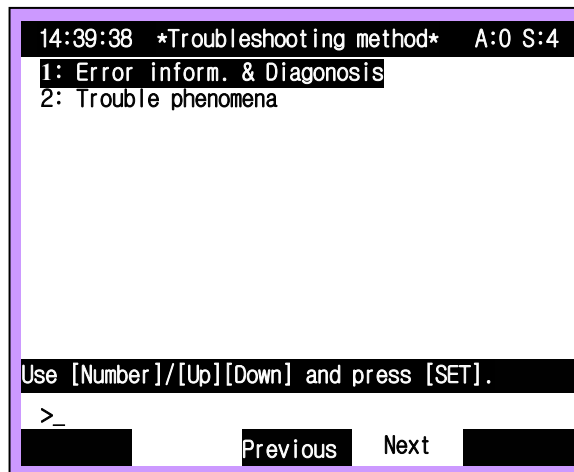 14:39:38 *Troubleshooting method* A:0 S:4
1: Error inform. & Diagonosis
2: Trouble phenomena
Use [Number]/[Up][Down] and press [SET].
>_
Previous Next